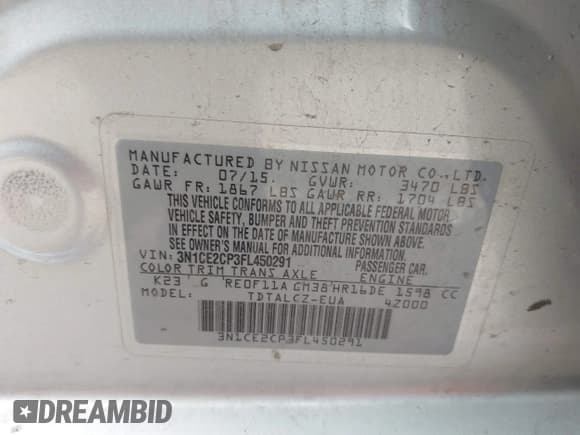 MANUFACTURED BY NISSAN MOTOR CO.,LTD.
DATE: 07/15. GVWR: 3470 LBS
GAWR FR: 1867 LBS GAWR RR: 1704 LBS
THIS VEHICLE CONFORMS TO ALL APPLICABLE FEDERAL MOTOR
VEHICLE SAFETY, BUMPER AND THEFT PREVENTION STANDARDS
IN EFFECT ON THE DATE OF MANUFACTURE SHOWN ABOVE.
SEE OWNER'S MANUAL FOR ADDITIONAL INFORMATION.
VIN: 3N1CE2CP3FL450291 PASSENGER CAR.
COLOR TRIM TRANS AXLE ENGINE
K23 G RE0F11A GM38 HR16DE 1598 CC
MODEL: TDTALCZ-EUA 42000
3N1CE2CP3FL450291
DREAMBID